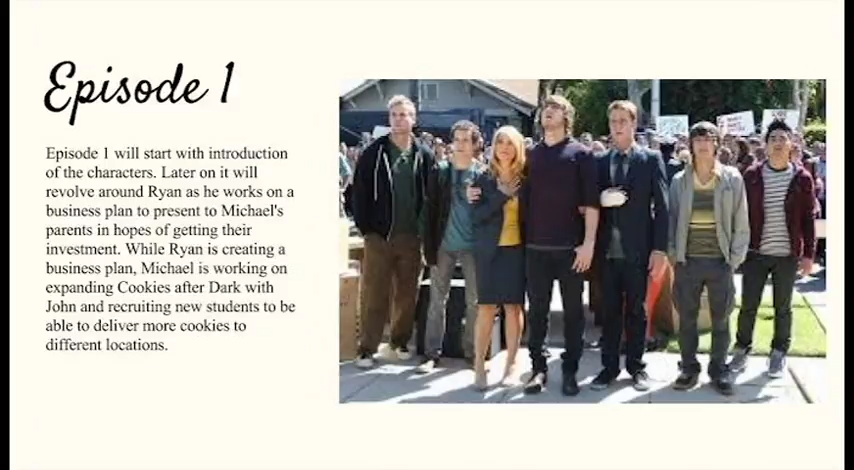 Episode 1
Episode 1 will start with introduction
of the characters. Later on it will
revolve around Ryan as he works on a
business plan to present to Michael's
parents in hopes of getting their
investment. While Ryan is creating a
business plan, Michael is working on
expanding Cookies after Dark with
John and recruiting new students to be
able to deliver more cookies to
different locations.